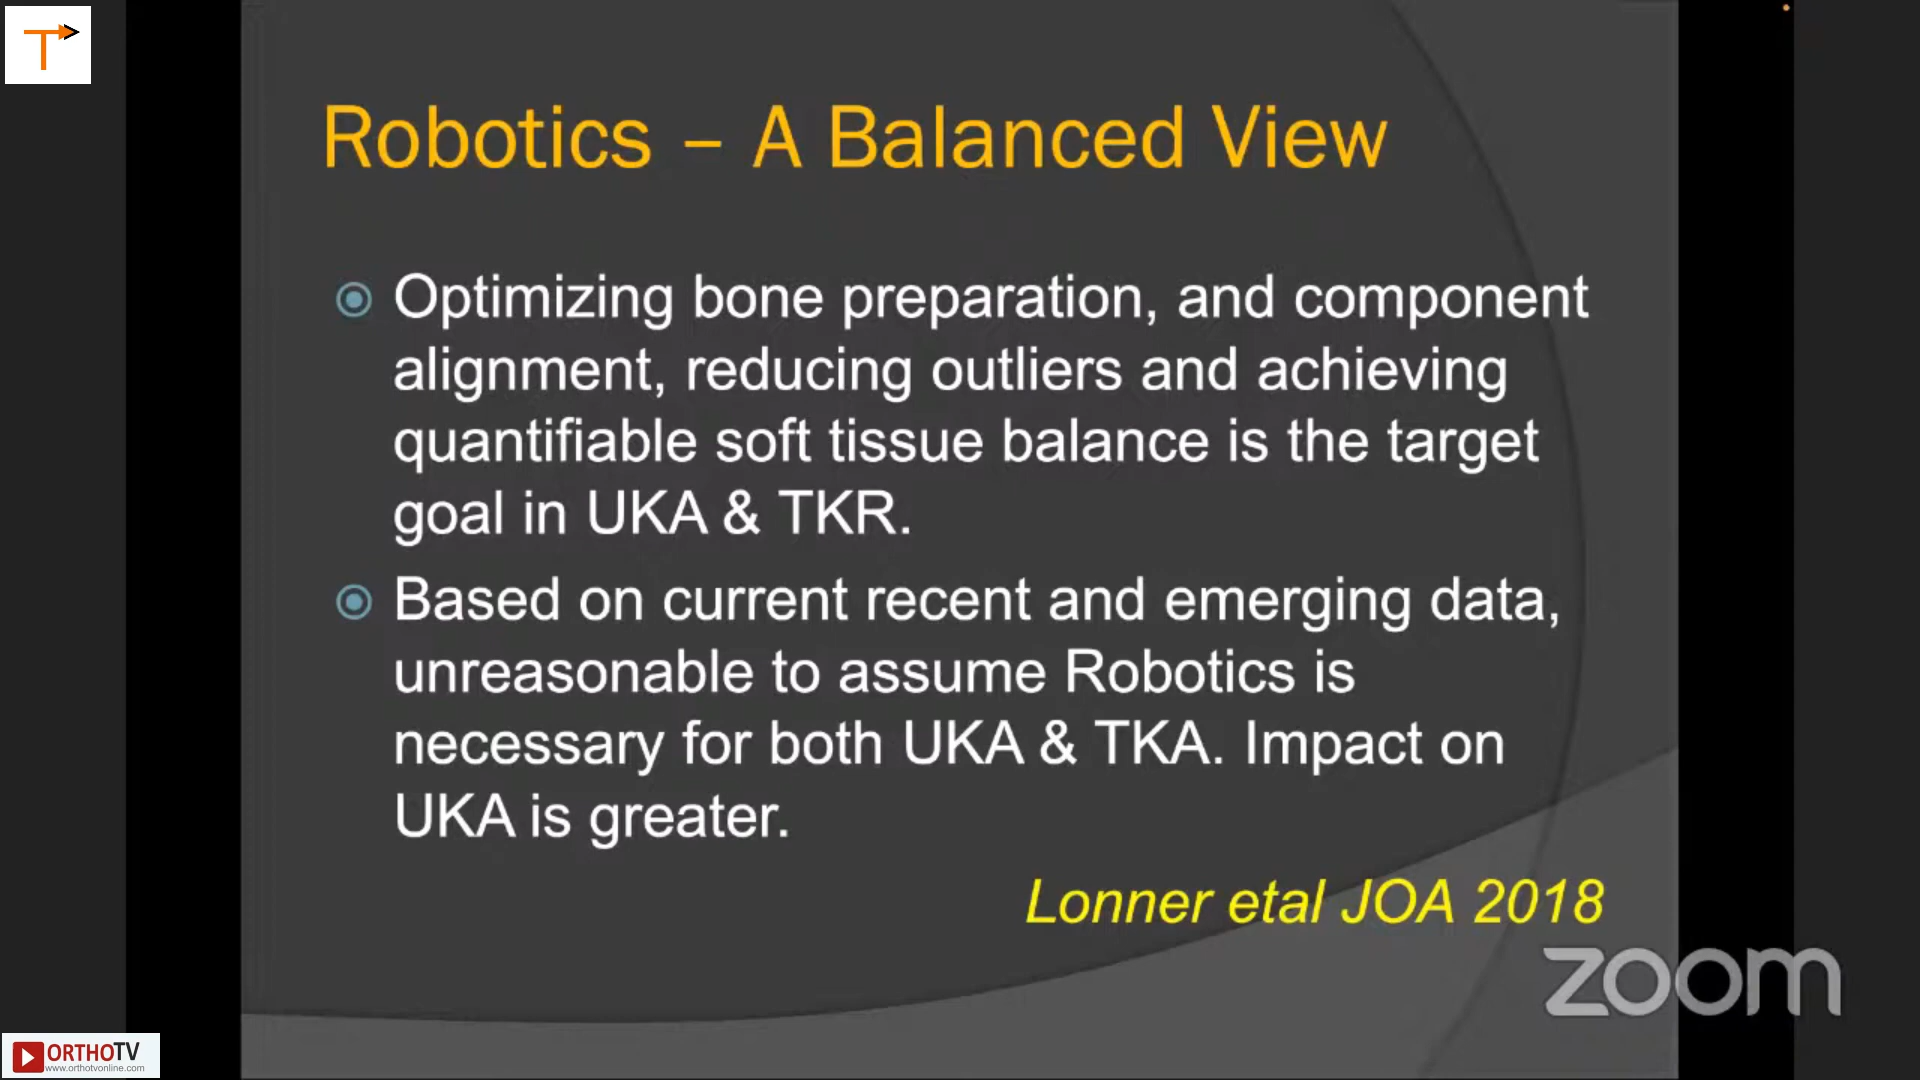 T
Robotics – A Balanced View
Optimizing bone preparation, and component
alignment, reducing outliers and achieving
quantifiable soft tissue balance is the target
goal in UKA & TKR.
Based on current recent and emerging data,
unreasonable to assume Robotics is
necessary for both UKA & TKA. Impact on
UKA is greater.
Lonner etal JOA 2018
zoom
ORTHOTV
www.orthotvonline.com